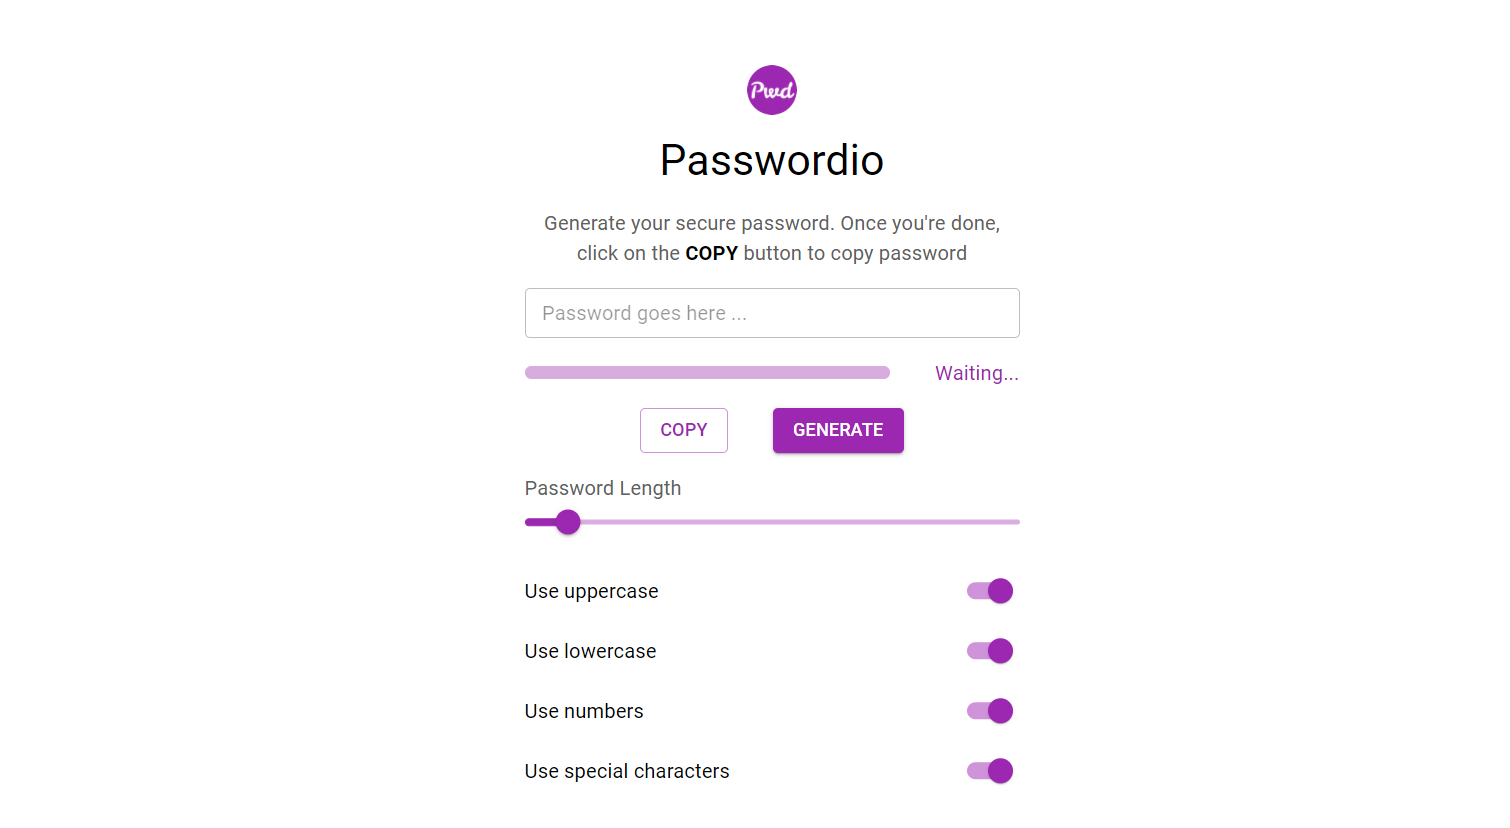 Pwd
Passwordio
Generate your secure password. Once you're done,
click on the COPY button to copy password
Password goes here ...
Waiting...
COPY
GENERATE
Password Length
Use uppercase
Use lowercase
Use numbers
Use special characters